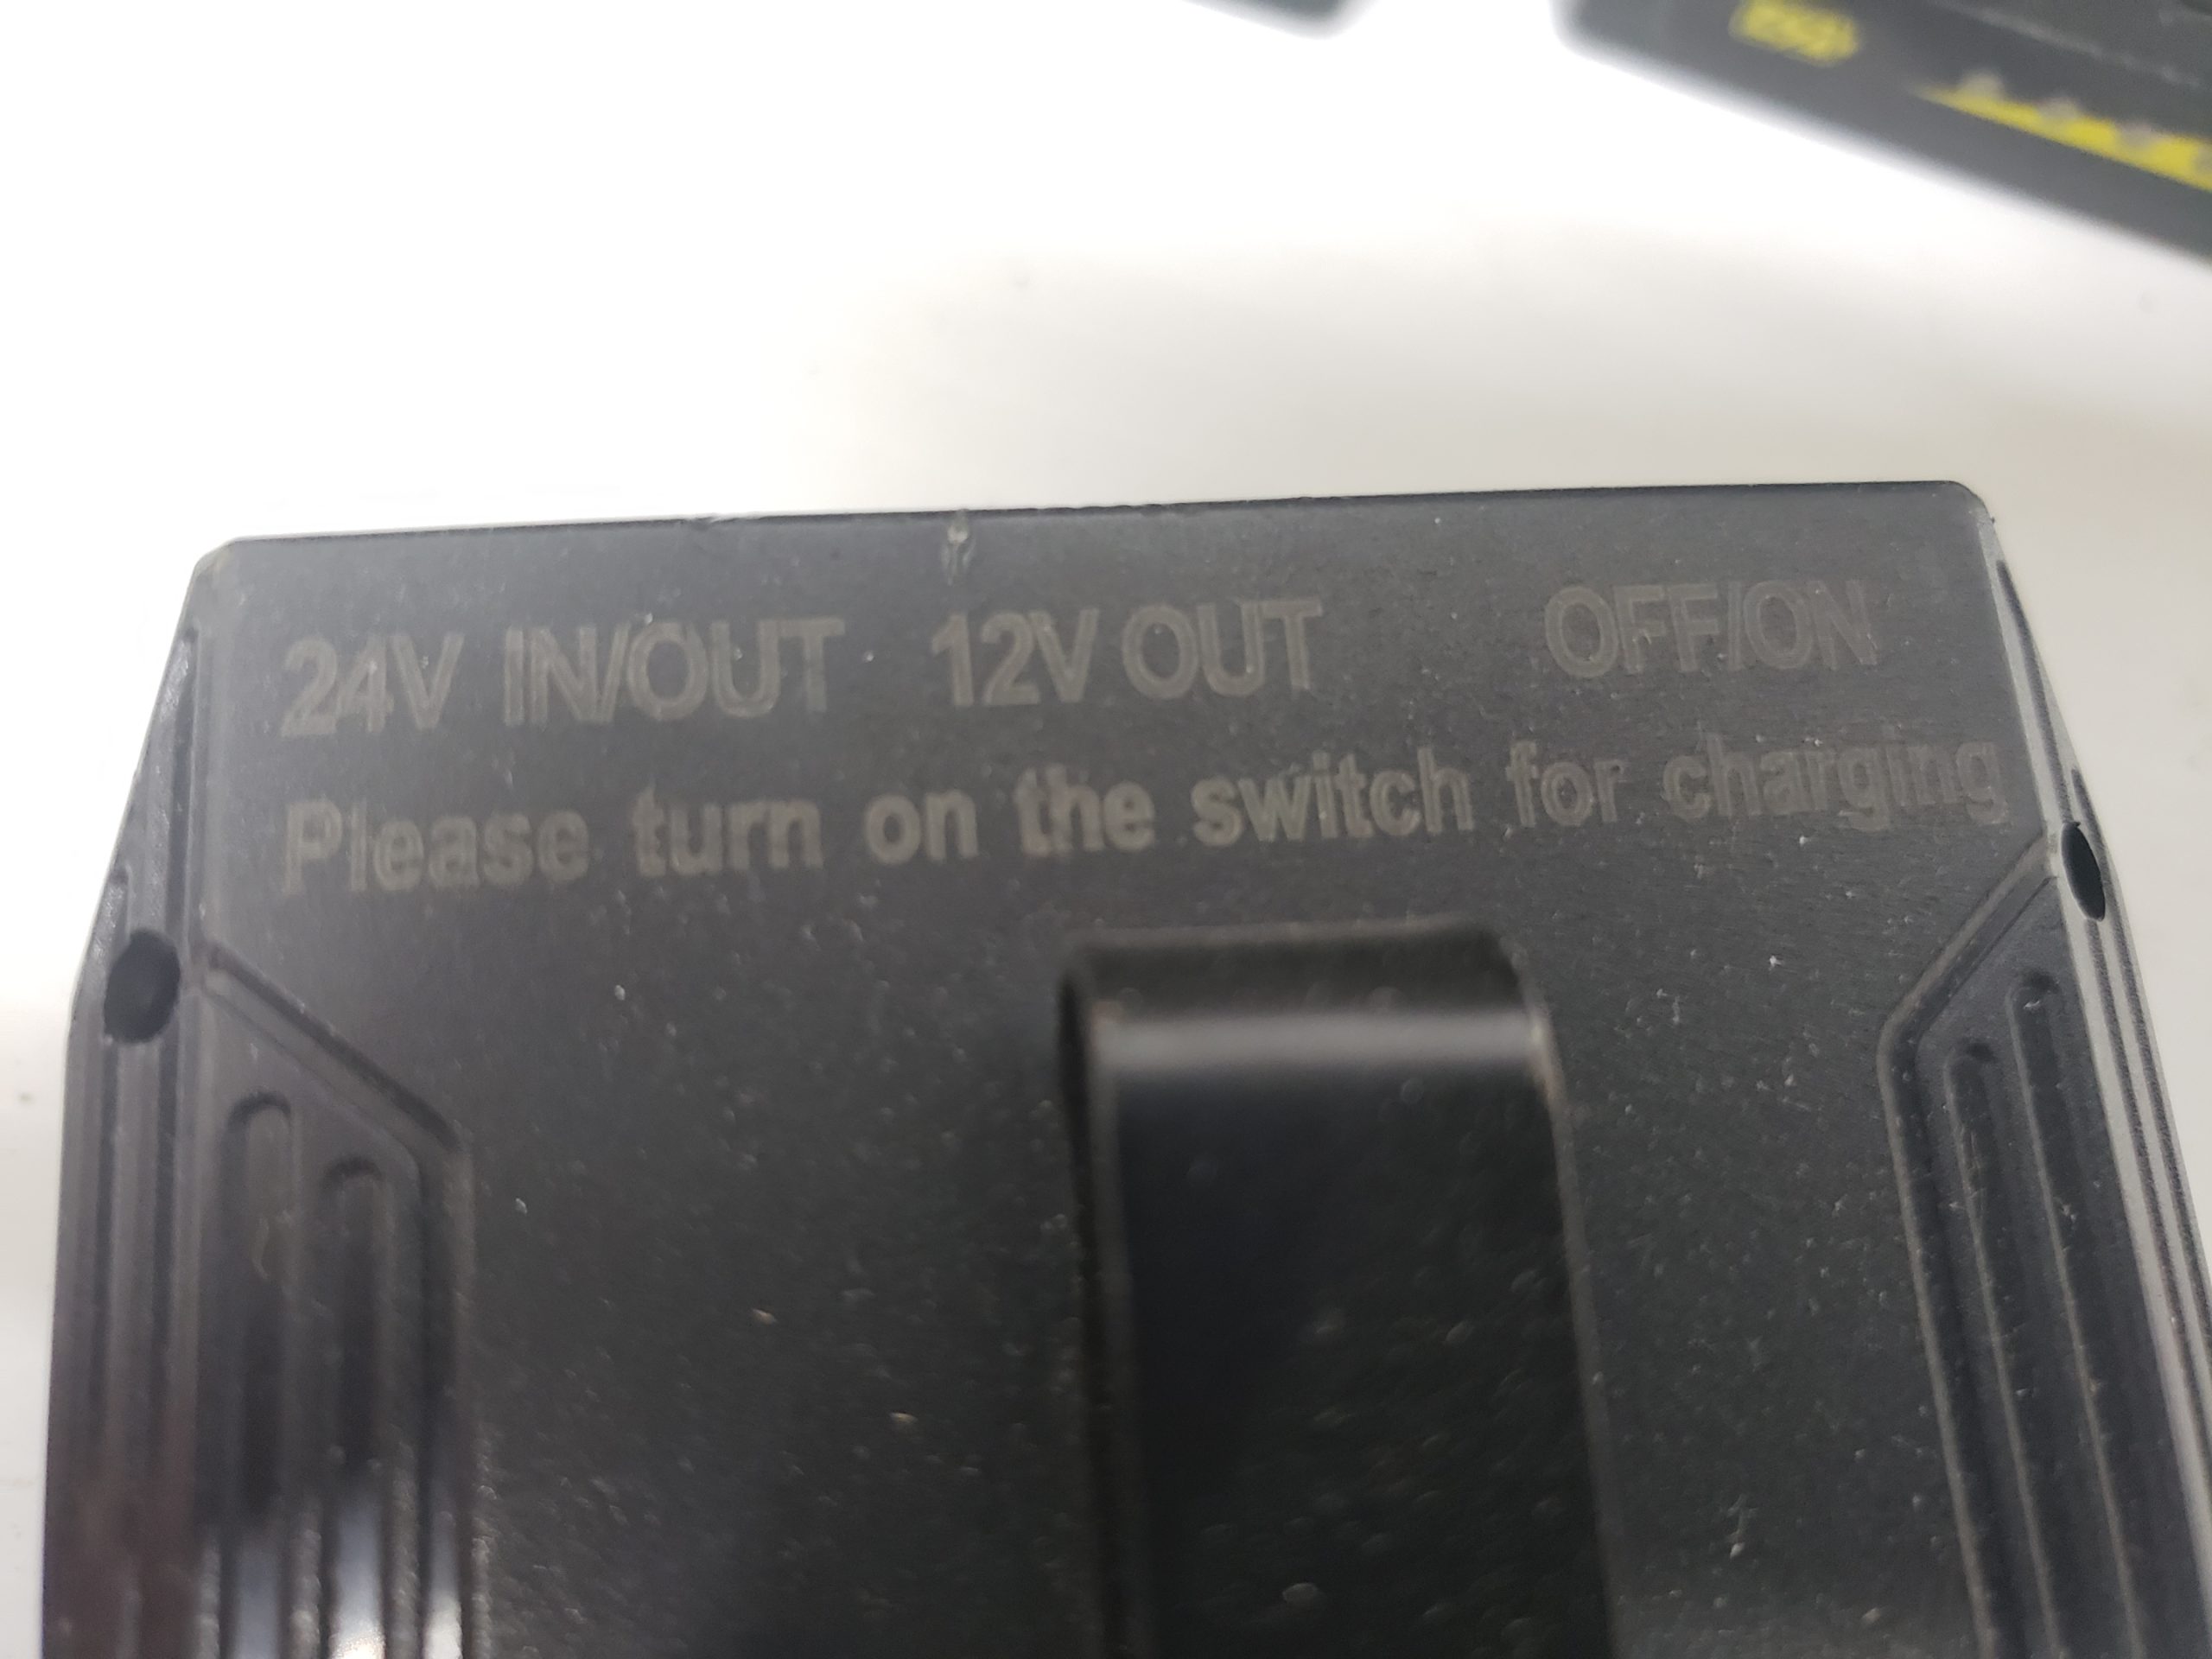 24V IN/OUT 12V OUT OFF/ON
Please turn on the switch for charging